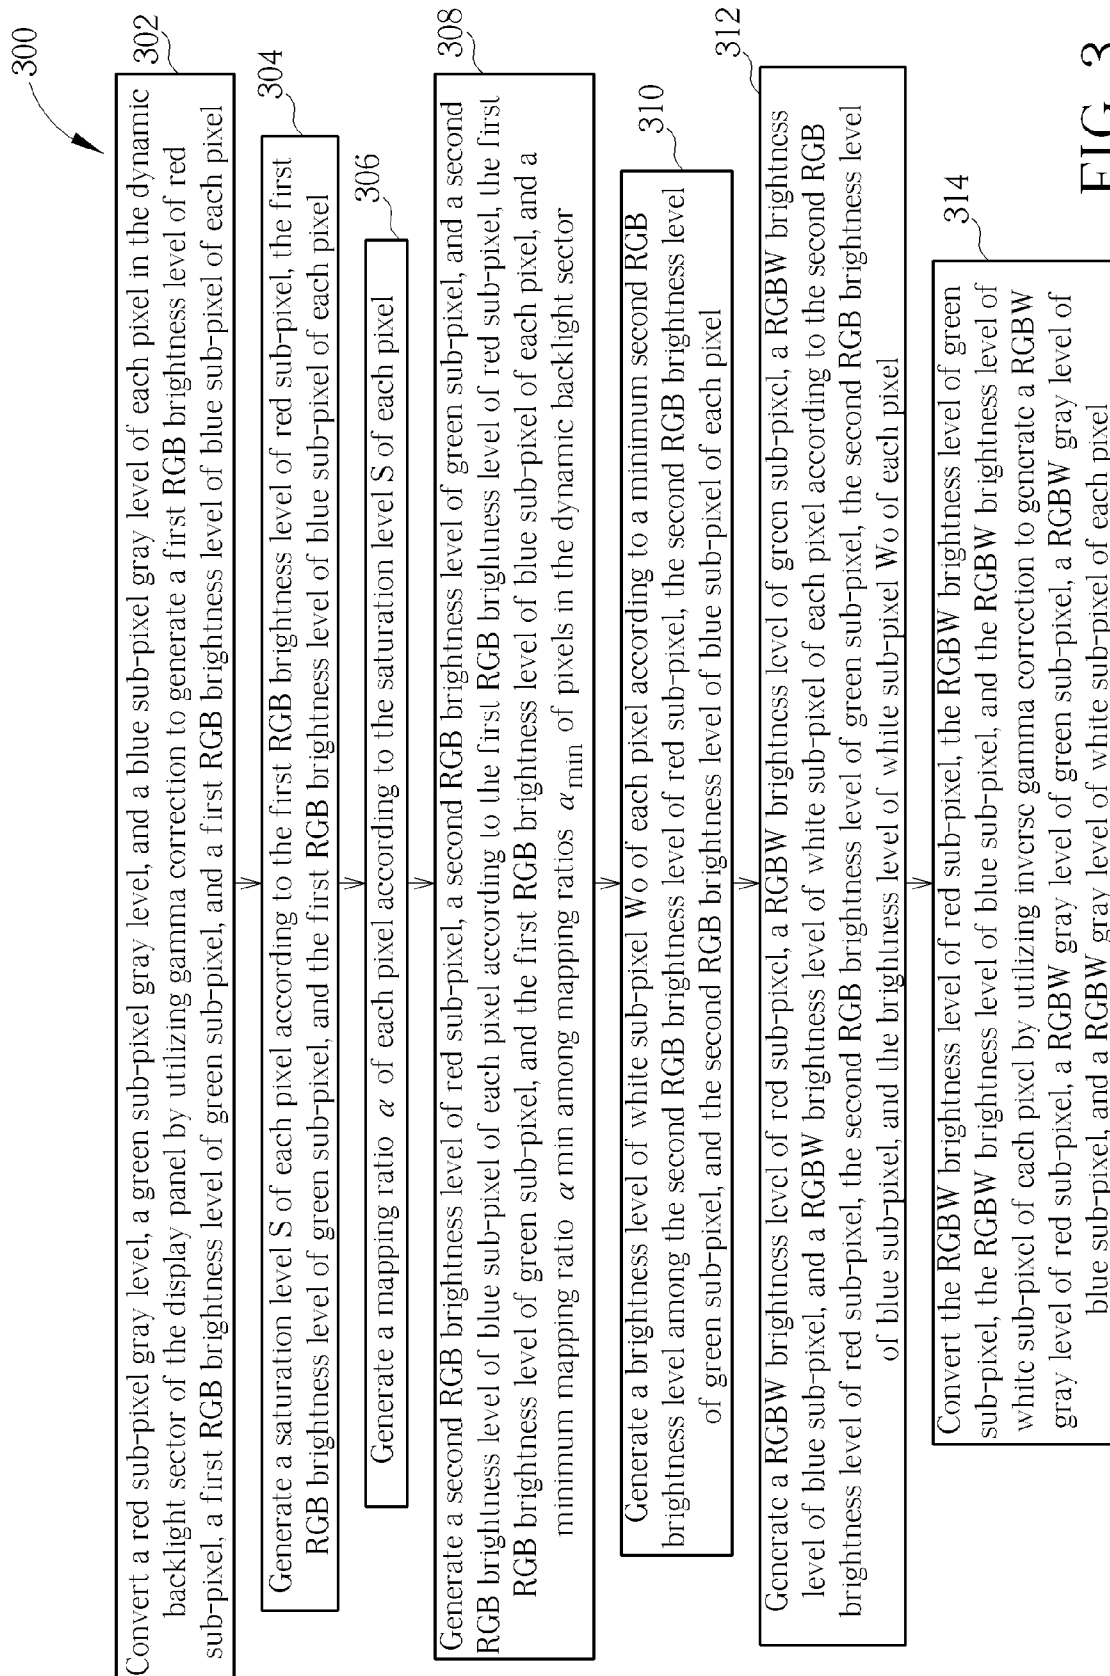 300
302
Convert a red sub-pixel gray level, a green sub-pixel gray level, and a blue sub-pixel gray level of each pixel in the dynamic
backlight sector of the display panel by utilizing gamma correction to generate a first RGB brightness level of red
sub-pixel, a first RGB brightness level of green sub-pixel, and a first RGB brightness level of blue sub-pixel of each pixel
304
Generate a saturation level S of each pixel according to the first RGB brightness level of red sub-pixel, the first
RGB brightness level of green sub-pixel, and the first RGB brightness level of blue sub-pixel of each pixel
306
Generate a mapping ratio α of each pixel according to the saturation level S of each pixel
308
Generate a second RGB brightness level of red sub-pixel, a second RGB brightness level of green sub-pixel, and a second
RGB brightness level of blue sub-pixel of each pixel according to the first RGB brightness level of red sub-pixel, the first
RGB brightness level of green sub-pixel, and the first RGB brightness level of blue sub-pixel of each pixel, and a
minimum mapping ratio α min among mapping ratios α min of pixels in the dynamic backlight sector
310
Generate a brightness level of white sub-pixel Wo of each pixel according to a minimum second RGB
brightness level among the second RGB brightness level of red sub-pixel, the second RGB brightness level
of green sub-pixel, and the second RGB brightness level of blue sub-pixel of each pixel
312
Generate a RGBW brightness level of red sub-pixel, a RGBW brightness level of green sub-pixel, a RGBW brightness
level of blue sub-pixel, and a RGBW brightness level of white sub-pixel of each pixel according to the second RGB
brightness level of red sub-pixel, the second RGB brightness level of green sub-pixel, the second RGB brightness level
of blue sub-pixel, and the brightness level of white sub-pixel Wo of each pixel
314
Convert the RGBW brightness level of red sub-pixel, the RGBW brightness level of green
sub-pixel, the RGBW brightness level of blue sub-pixel, and the RGBW brightness level of
white sub-pixel of each pixel by utilizing inverse gamma correction to generate a RGBW
gray level of red sub-pixel, a RGBW gray level of green sub-pixel, a RGBW gray level of
blue sub-pixel, and a RGBW gray level of white sub-pixel of each pixel
FIG. 3